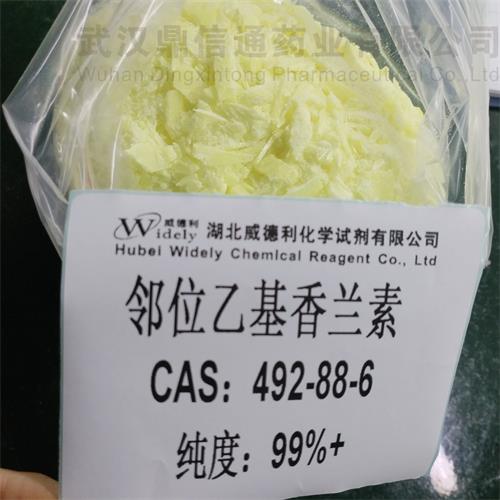 武汉鼎信通药业有限公司
Wuhan Dingxintong Pharmaceutical Co., Ltd
威德利
Widely
湖北威德利化学试剂有限公司
Hubei Widely Chemical Reagent Co., Ltd
邻位乙基香兰素
CAS：492-88-6
纯度：99%+